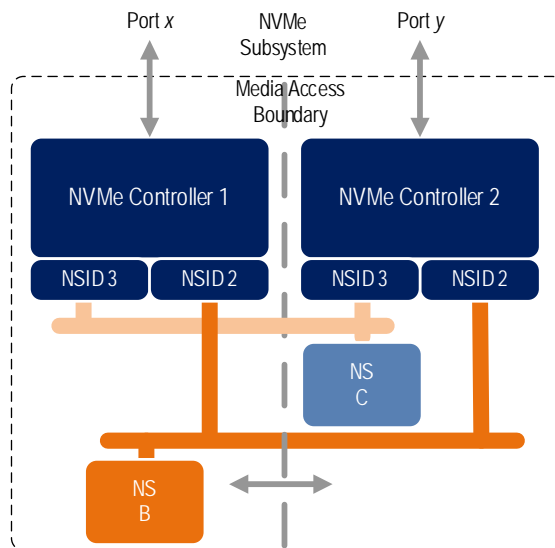 Port x
NVMe
Subsystem
Port y
Media Access
Boundary
NVMe Controller 1
NVMe Controller 2
NSID 3
NSID 2
NSID 3
NSID 2
NS
C
NS
B